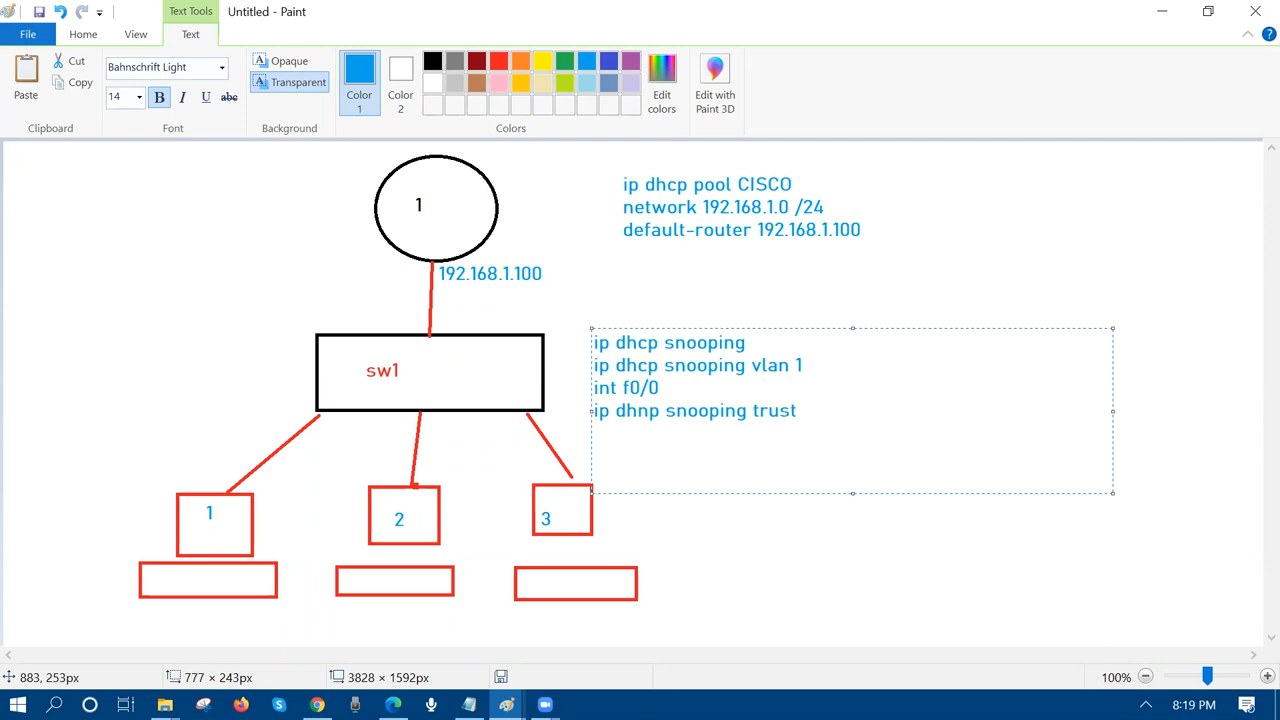 Text Tools
Untitled - Paint
File
Home
View
Text
Paste
Cut
Copy
Clipboard
Bahnschrift Light
14
B
I
U
abc
Font
Opaque
Transparent
Background
Color 1
Color 2
Edit colors
Edit with Paint 3D
Colors
1
ip dhcp pool CISCO
network 192.168.1.0 /24
default-router 192.168.1.100
192.168.1.100
sw1
ip dhcp snooping
ip dhcp snooping vlan 1
int f0/0
ip dhnp snooping trust
1
2
3
883, 253px
777 × 243px
3828 × 1592px
100%
8:19 PM